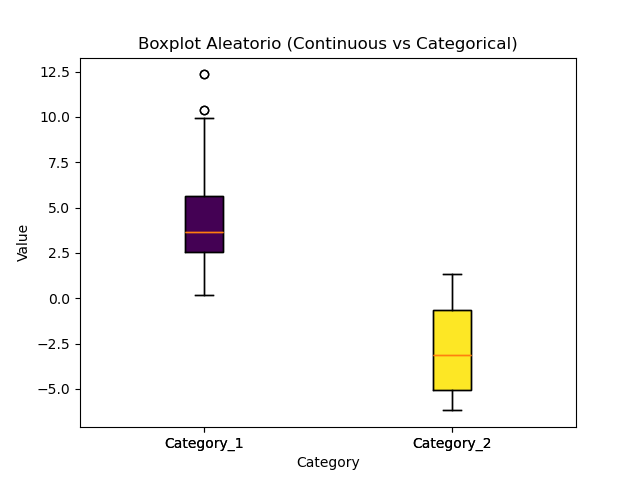 Boxplot Aleatorio (Continuous vs Categorical)
12.5
10.0
7.5
5.0
2.5
0.0
−2.5
−5.0
Value
Category_1
Category_2
Category